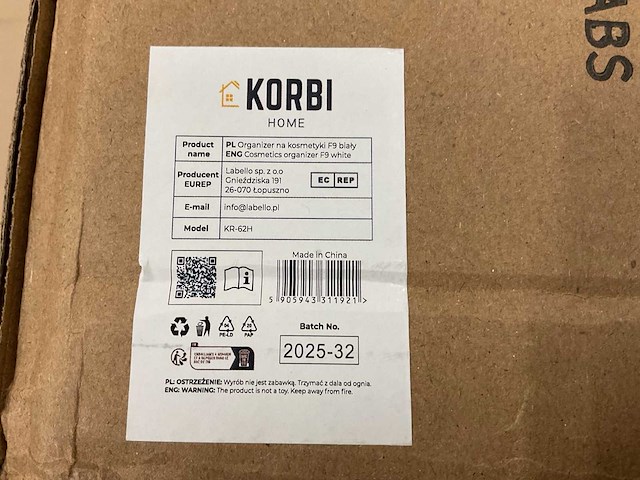 ABS
KORBI
HOME
Product name
PL Organizer na kosmetyki F9 biały
ENG Cosmetics organizer F9 white
Producent EUREP
Labello sp. z o.o
Gnieździska 191
26-070 Łopuszno
EC REP
E-mail
info@labello.pl
Model
KR-62H
Made in China
5 905943 311921 >
04
PE-LD
20
PAP
Batch No.
2025-32
FR
PL: OSTRZEŻENIE: Wyrób nie jest zabawką. Trzymać z dala od ognia.
ENG: WARNING: The product is not a toy. Keep away from fire.